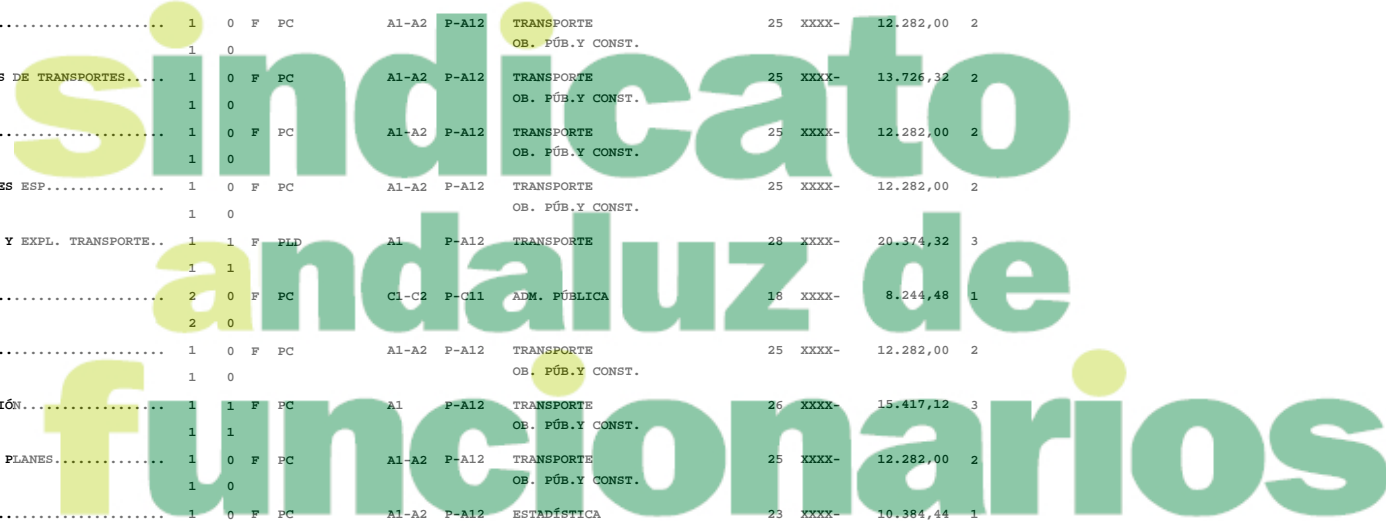 .................... 1 0 F PC A1-A2 P-A12 TRANSPORTE 25 XXXX- 12.282,00 2
1 0 OB. PÚB.Y CONST.
S DE TRANSPORTES..... 1 0 F PC A1-A2 P-A12 TRANSPORTE 25 XXXX- 13.726,32 2
1 0 OB. PÚB.Y CONST.
.................... 1 0 F PC A1-A2 P-A12 TRANSPORTE 25 XXXX- 12.282,00 2
1 0 OB. PÚB.Y CONST.
ES ESP............... 1 0 F PC A1-A2 P-A12 TRANSPORTE 25 XXXX- 12.282,00 2
1 0 OB. PÚB.Y CONST.
Y EXPL. TRANSPORTE.. 1 1 F PLD A1 P-A12 TRANSPORTE 28 XXXX- 20.374,32 3
1 1
.................... 2 0 F PC C1-C2 P-C11 ADM. PÚBLICA 18 XXXX- 8.244,48 1
2 0
.................... 1 0 F PC A1-A2 P-A12 TRANSPORTE 25 XXXX- 12.282,00 2
1 0 OB. PÚB.Y CONST.
IÓN.................. 1 1 F PC A1 P-A12 TRANSPORTE 26 XXXX- 15.417,12 3
1 1 OB. PÚB.Y CONST.
PLANES.............. 1 0 F PC A1-A2 P-A12 TRANSPORTE 25 XXXX- 12.282,00 2
1 0 OB. PÚB.Y CONST.
.................... 1 0 F PC A1-A2 P-A12 ESTADÍSTICA 23 XXXX- 10.384,44 1
sindicato
andaluz de
funcionarios